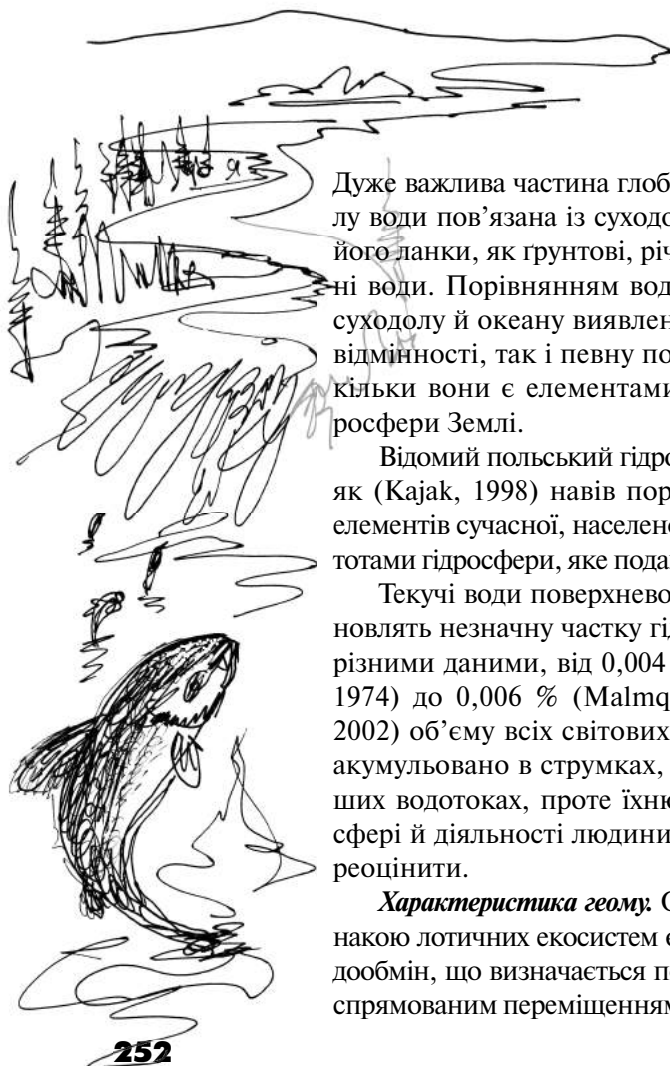 Дуже важлива частина глоб
лу води пов’язана із суходо
його ланки, як ґрунтові, річ
ні води. Порівнянням вод
суходолу й океану виявлен
відмінності, так і певну по
кільки вони є елементами
росфери Землі.
Відомий польський гідро
як (Kajak, 1998) навів пор
елементів сучасної, населено
тотами гідросфери, яке пода
Текучі води поверхнево
новлять незначну частку гі
різними даними, від 0,004
1974) до 0,006 % (Malmq
2002) об’єму всіх світових
акумульовано в струмках,
ших водотоках, проте їхню
сфері й діяльності людини
реоцінити.
Характеристика геому. О
накою лотичних екосистем є
дообмін, що визначається п
спрямованим переміщенням
252